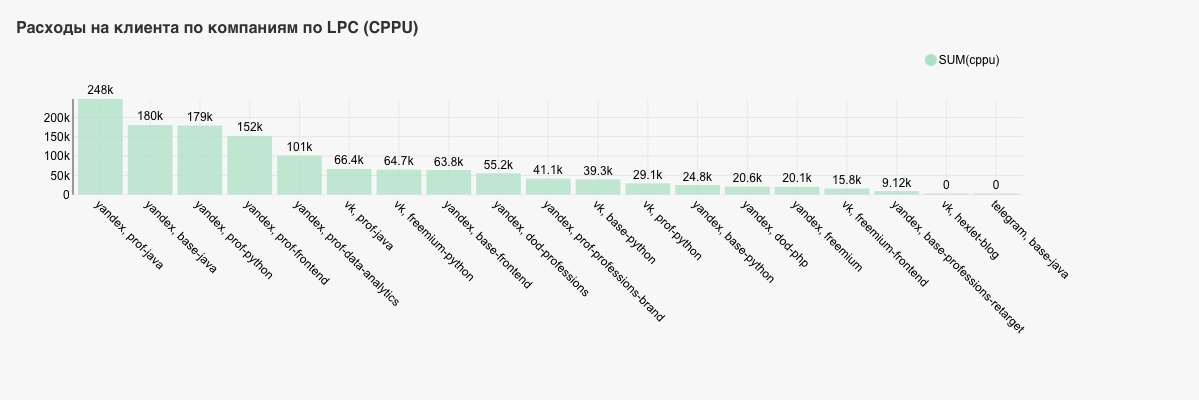 Расходы на клиента по компаниям по LPC (CPPU)
SUM(cppu)
248k
180k
179k
152k
101k
66.4k
64.7k
63.8k
55.2k
41.1k
39.3k
29.1k
24.8k
20.6k
20.1k
15.8k
9.12k
0
0
200k
150k
100k
50k
0
yandex, prof-java
yandex, base-java
yandex, prof-python
yandex, prof-frontend
yandex, prof-data-analytics
vk, prof-java
vk, freemium-python
yandex, base-frontend
yandex, dod-professions
yandex, prof-professions-brand
vk, base-python
vk, prof-python
yandex, base-python
yandex, dod-php
yandex, freemium
vk, freemium-frontend
yandex, base-professions-retarget
vk, hexlet-blog
telegram, base-java